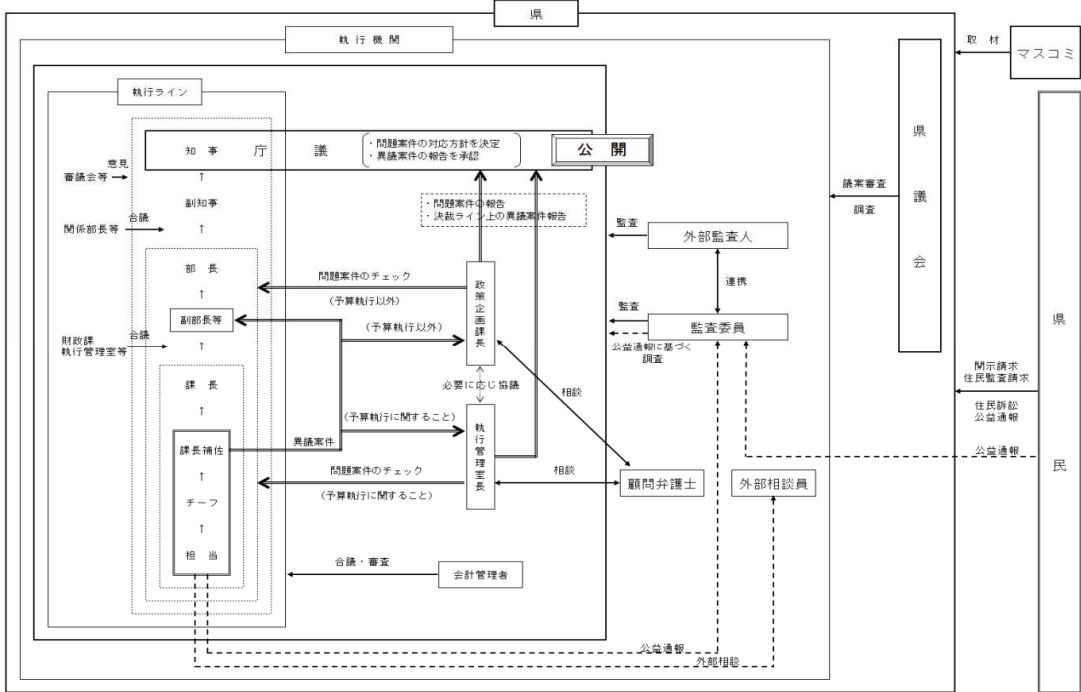 県
執 行 機 関
取 材
マスコミ
執行ライン
県議会
知 事 庁 議
・問題案件の対応方針を決定
・異議案件の報告を承認
公 開
意見
審議会等
↑
副知事
合議
関係部長等
↑
・問題案件の報告
・決裁ライン上の異議案件報告
議案審査
調査
監査
外部監査人
連携
部 長
↑
問題案件のチェック
(予算執行以外)
政策企画課長
副部長等
(予算執行以外)
合議
財政課
執行管理室等
↑
監査
監査委員
公益通報に基づく
調査
県民
開示請求
住民監査請求
住民訴訟
公益通報
必要に応じ協議
相談
課 長
↑
(予算執行に関すること)
執行管理室長
公益通報
課長補佐
異議案件
↑
問題案件のチェック
(予算執行に関すること)
相談
顧問弁護士
外部相談員
チーフ
↑
担 当
合議・審査
会計管理者
公益通報
外部相談